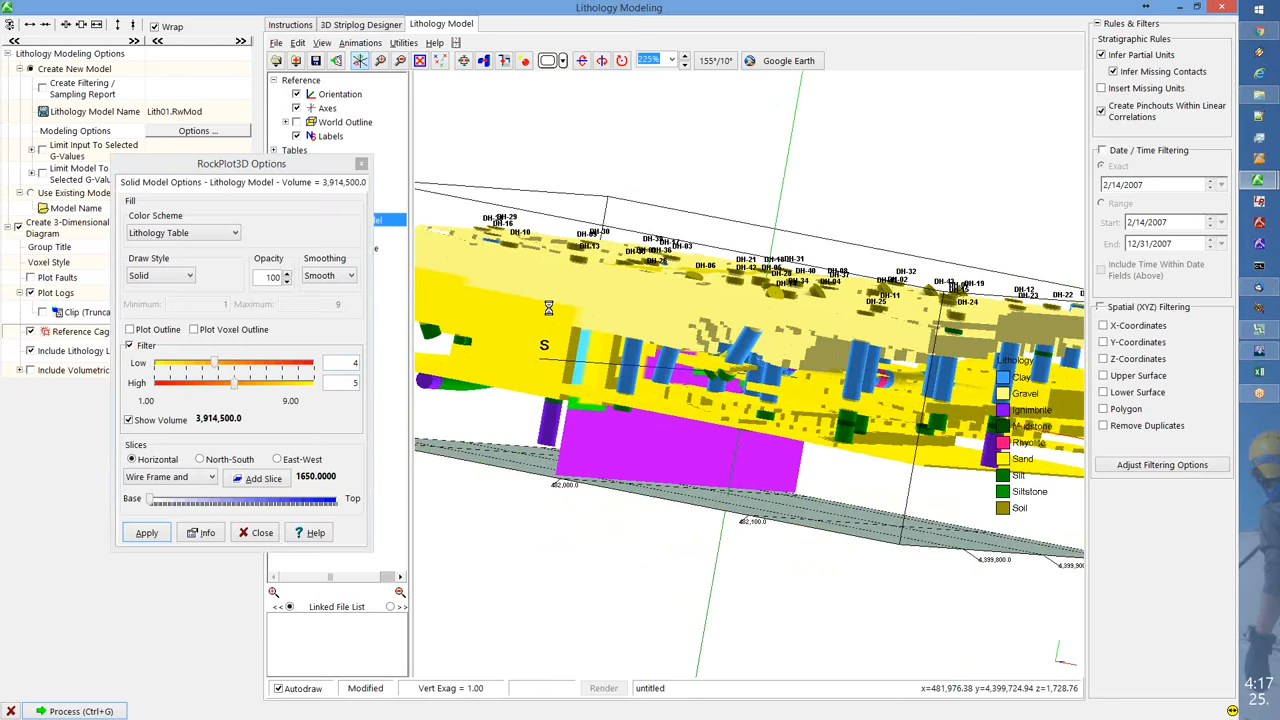 Lithology Modeling
Wrap
Instructions
3D Striplog Designer
Lithology Model
<<
>>
<<
>>
File
Edit
View
Animations
Utilities
Help
225%
155°/10°
Google Earth
Lithology Modeling Options
Create New Model
Create Filtering /
Sampling Report
Lithology Model Name
Lith01.RwMod
Modeling Options
Options ...
Limit Input To Selected
G-Values
Limit Model To
Selected G-Values
Use Existing Mode
Model Name
Create 3-Dimensional
Diagram
Group Title
Volume Style
Plot Faults
Plot Logs
Clip (Trunca
Reference Cag
Include Lithology L
Include Volumetric
Reference
Orientation
Axes
World Outline
Labels
Tables
RockPlot3D Options
Solid Model Options - Lithology Model - Volume = 3,914,500.0
Fill
Color Scheme
Lithology Table
Draw Style
Opacity
Smoothing
Solid
100
Smooth
Minimum:
1
Maximum:
9
Plot Outline
Plot Voxel Outline
Filter
Low
4
High
5
1.00
9.00
Show Volume
3,914,500.0
Slices
Horizontal
North-South
East-West
Wire Frame and
Add Slice
1650.0000
Base
Top
Apply
Info
Close
Help
<<
Linked File List
>>
DH-29
DH-16
DH-10
DH-30
DH-13
DH-36
DH-03
DH-06
DH-21
DH-42
DH-31
DH-28
DH-40
DH-34
DH-04
DH-32
DH-02
DH-11
DH-25
DH-24
DH-12
DH-23
DH-22
S
482,000.0
482,100.0
4,399,800.0
4,399,900
Lithology
Clay
Gravel
Ignimbrite
Mudstone
Rhyolite
Sand
Silt
Siltstone
Soil
Rules & Filters
Stratigraphic Rules
Infer Partial Units
Infer Missing Contacts
Insert Missing Units
Create Pinchouts Within Linear
Correlations
Date / Time Filtering
Exact
2/14/2007
Range
Start:
2/14/2007
End:
12/31/2007
Include Time Within Date
Fields (Above)
Spatial (XYZ) Filtering
X-Coordinates
Y-Coordinates
Z-Coordinates
Upper Surface
Lower Surface
Polygon
Remove Duplicates
Adjust Filtering Options
Autodraw
Modified
Vert Exag = 1.00
Render
untitled
x=481,976.38 y=4,399,724.94 z=1,728.76
Process (Ctrl+G)
4:17
25.